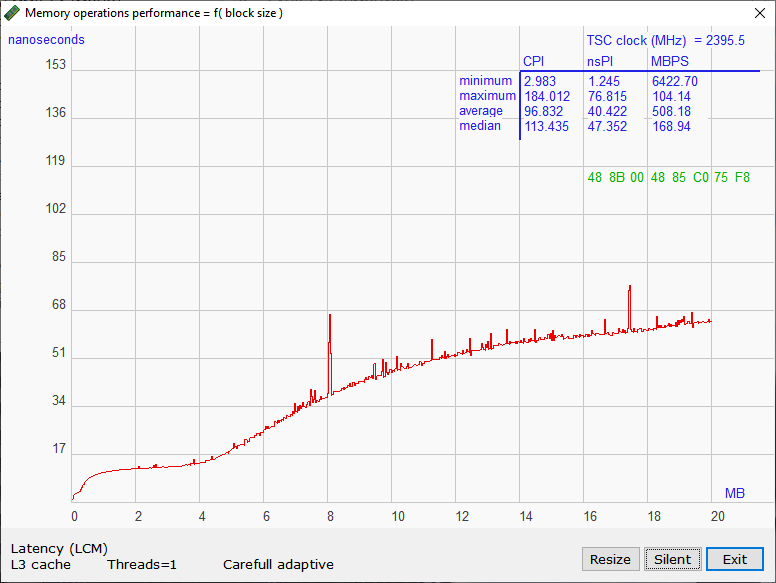 Memory operations performance = f( block size )
nanoseconds
TSC clock (MHz) = 2395.5
CPI nsPI MBPS
minimum 2.983 1.245 6422.70
maximum 184.012 76.815 104.14
average 96.832 40.422 508.18
median 113.435 47.352 168.94
48 8B 00 48 85 C0 75 F8
153
136
119
102
85
68
51
34
17
MB
0 2 4 6 8 10 12 14 16 18 20
Latency (LCM)
L3 cache Threads=1 Carefull adaptive
Resize Silent Exit